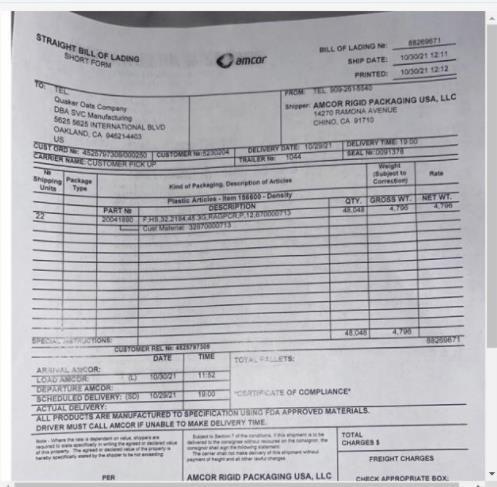 STRAIGHT BILL OF LADING
SHORT FORM
amcor
BILL OF LADING №: 88269671
SHIP DATE: 10/30/21 12:11
PRINTED: 10/30/21 12:12
TO: TEL
Quaker Oats Company
DBA SVC Manufacturing
5625 5625 INTERNATIONAL BLVD
OAKLAND, CA 94621-4403
US
FROM: TEL 909-261-5540
Shipper: AMCOR RIGID PACKAGING USA, LLC
14270 RAMONA AVENUE
CHINO, CA 91710
CUST ORD №: 4525797308/000250 CUSTOMER №:5230204 DELIVERY DATE: 10/29/21 DELIVERY TIME: 19:00
CARRIER NAME: CUSTOMER PICK UP TRAILER №: 1044 SEAL №:0091378
№ Shipping Units Package Type Kind of Packaging, Description of Articles Weight (Subject to Correction) Rate
Plastic Articles - Item 156600 - Density
PART № DESCRIPTION QTY. GROSS WT. NET WT.
22 20041890 48,048 4,796 4,796
Cust Material: 32870000713
48,048 4,796
SPECIAL INSTRUCTIONS: 88269671
CUSTOMER REL №: 4525797308
DATE TIME TOTAL PALLETS:
ARRIVAL AMCOR:
LOAD AMCOR: (L) 10/30/21 11:52
DEPARTURE AMCOR:
SCHEDULED DELIVERY: (SD) 10/29/21 19:00 *CERTIFICATE OF COMPLIANCE*
ACTUAL DELIVERY:
ALL PRODUCTS ARE MANUFACTURED TO SPECIFICATION USING FDA APPROVED MATERIALS.
DRIVER MUST CALL AMCOR IF UNABLE TO MAKE DELIVERY TIME.
Note - Where the rate is dependent on value, shippers are
required to state specifically in writing the agreed or declared value
of this property. The agreed or declared value of the property is
hereby specifically stated by the shipper to be not exceeding:
PER
Subject to Section 7 of the conditions, if this shipment is to be
delivered to the consignee without recourse on the consignor, the
consignor shall sign the following statement:
The carrier shall not make delivery of this shipment without
payment of freight and all other lawful charges.
AMCOR RIGID PACKAGING USA, LLC
TOTAL
CHARGES $
FREIGHT CHARGES
CHECK APPROPRIATE BOX: